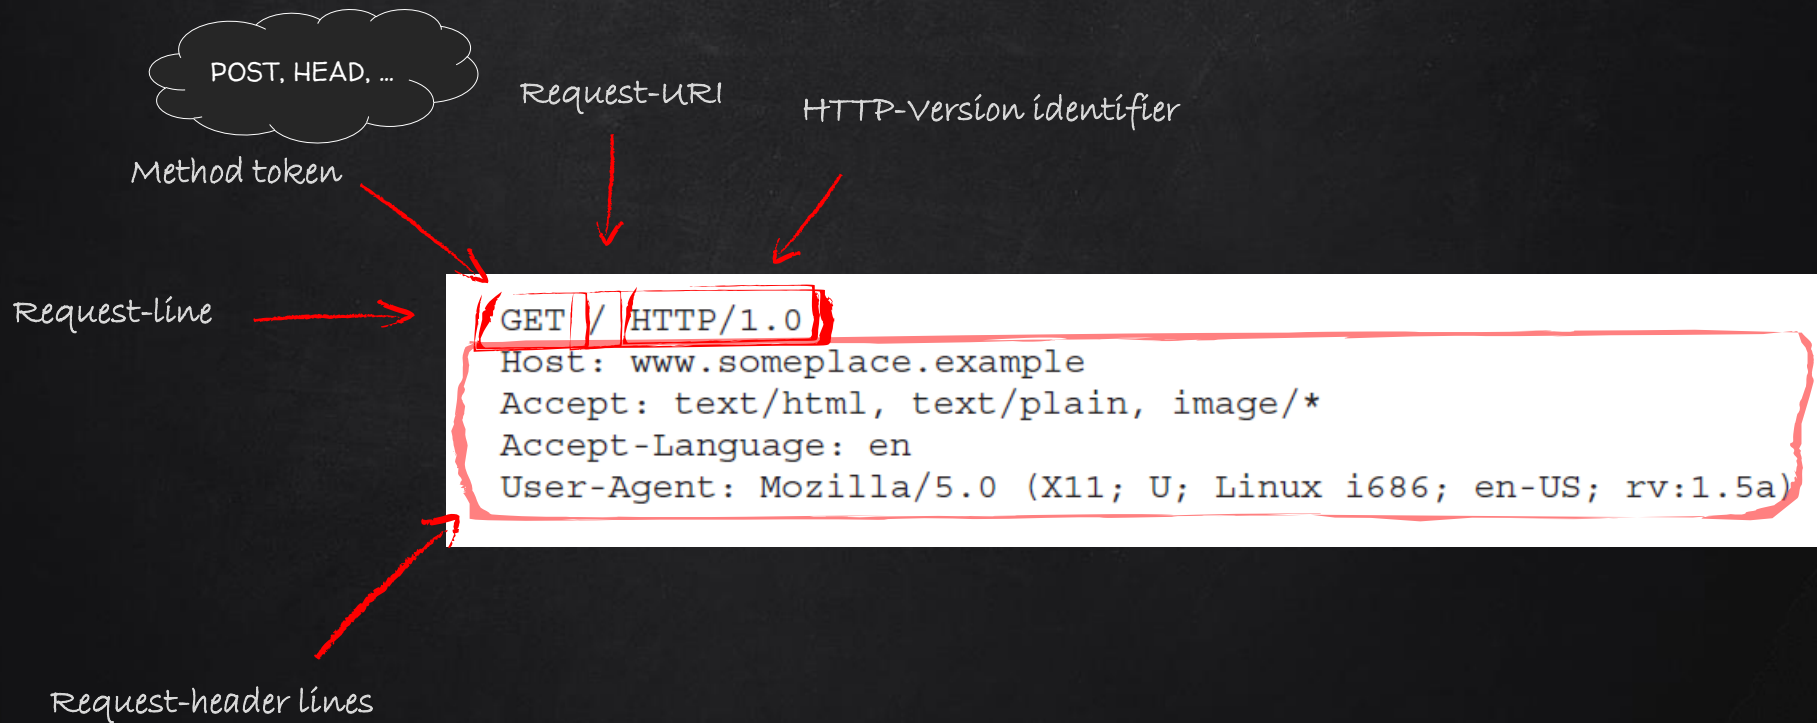 POST, HEAD, ...
Request-URI
HTTP-Version identifier
Method token
Request-line
GET / HTTP/1.0
Host: www.someplace.example
Accept: text/html, text/plain, image/*
Accept-Language: en
User-Agent: Mozilla/5.0 (X11; U; Linux i686; en-US; rv:1.5a)
Request-header lines